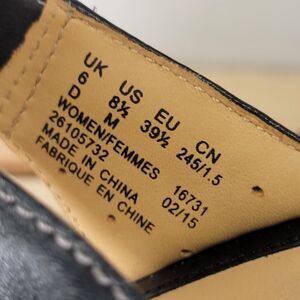 UK US EU CN
6 8½ 39½ 245/1.5
D M
WOMEN/FEMMES
26105732 16731
MADE IN CHINA 02/15
FABRIQUE EN CHINE